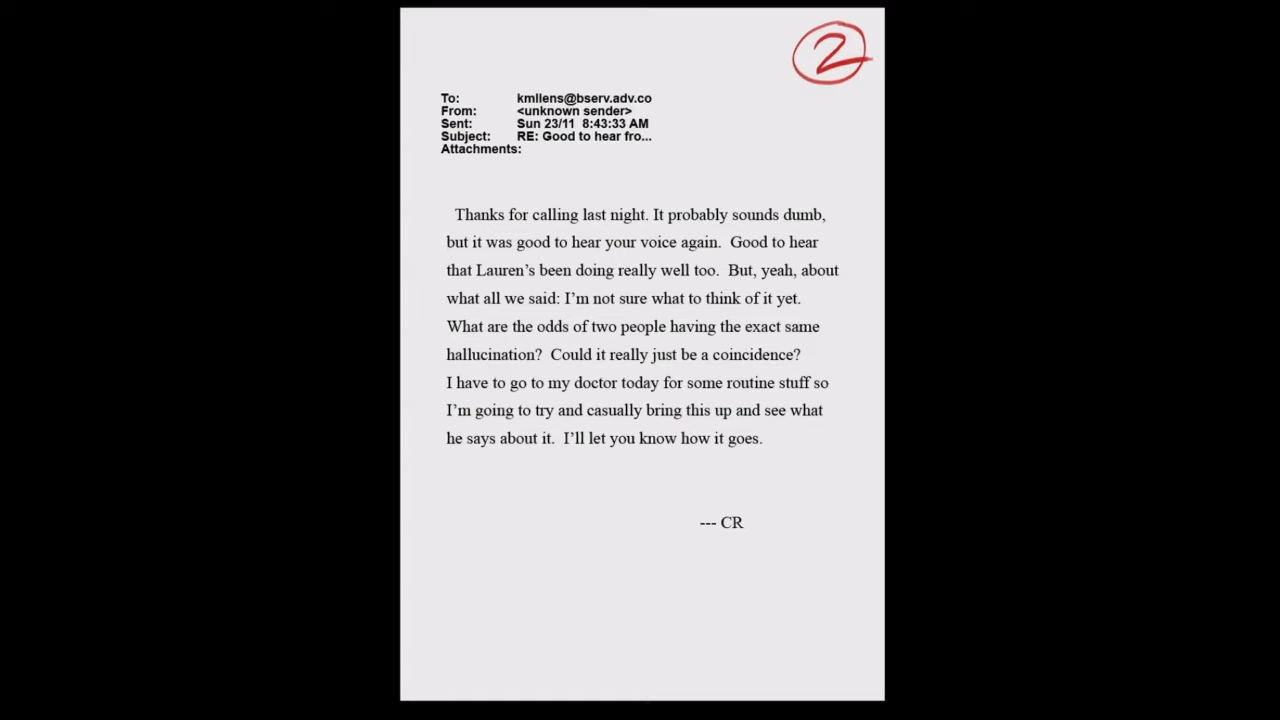 2
To: kmllens@bserv.adv.co
From: <unknown sender>
Sent: Sun 23/11 8:43:33 AM
Subject: RE: Good to hear fro...
Attachments:
Thanks for calling last night. It probably sounds dumb,
but it was good to hear your voice again. Good to hear
that Lauren’s been doing really well too. But, yeah, about
what all we said: I’m not sure what to think of it yet.
What are the odds of two people having the exact same
hallucination? Could it really just be a coincidence?
I have to go to my doctor today for some routine stuff so
I’m going to try and casually bring this up and see what
he says about it. I’ll let you know how it goes.
--- CR